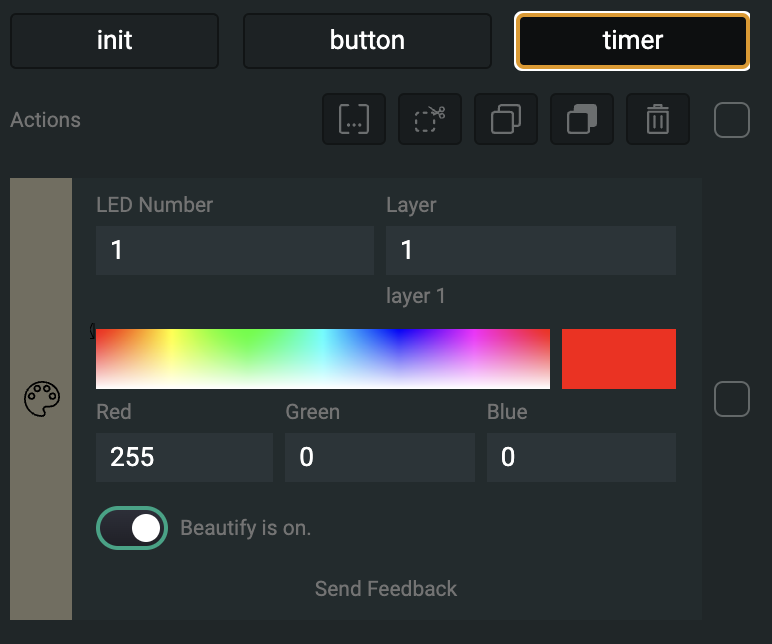 init button timer
Actions
LED Number Layer
1 1
layer 1
Red Green Blue
255 0 0
Beautify is on.
Send Feedback